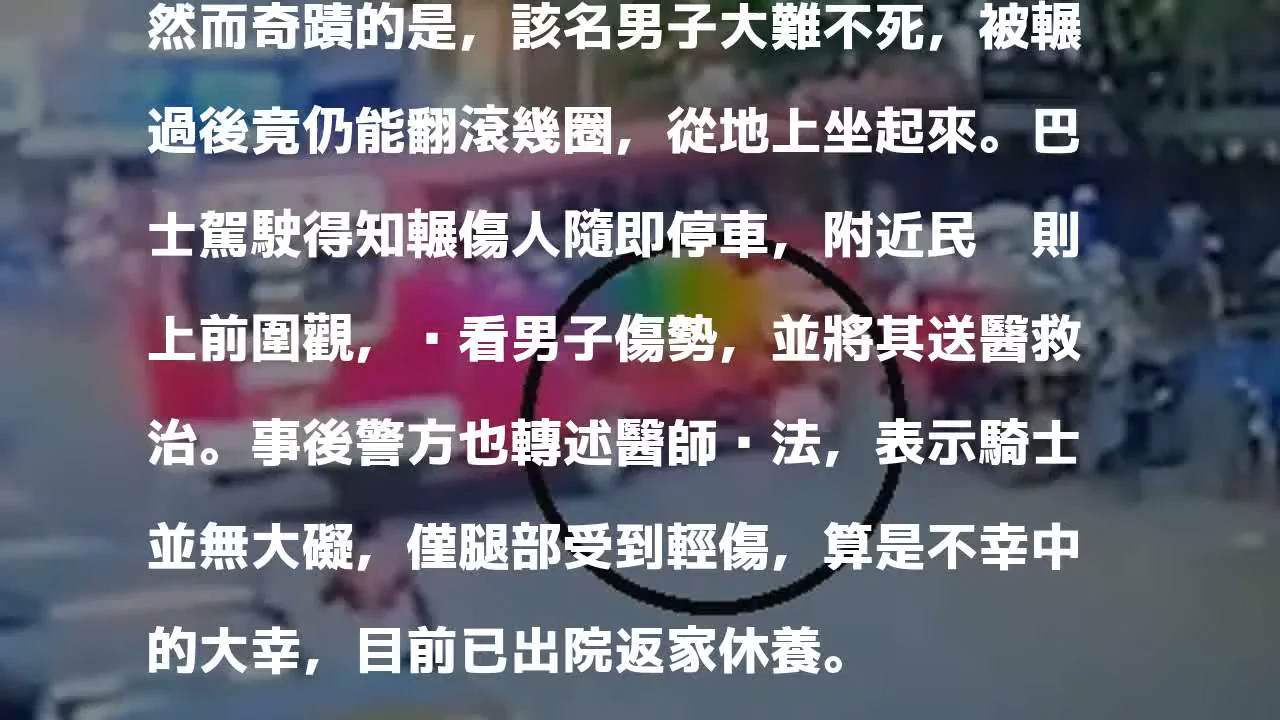 然而奇蹟的是，該名男子大難不死，被輾
過後竟仍能翻滾幾圈，從地上坐起來。巴
士駕駛得知輾傷人隨即停車，附近民　則
上前圍觀，·看男子傷勢，並將其送醫救
治。事後警方也轉述醫師·法，表示騎士
並無大礙，僅腿部受到輕傷，算是不幸中
的大幸，目前已出院返家休養。